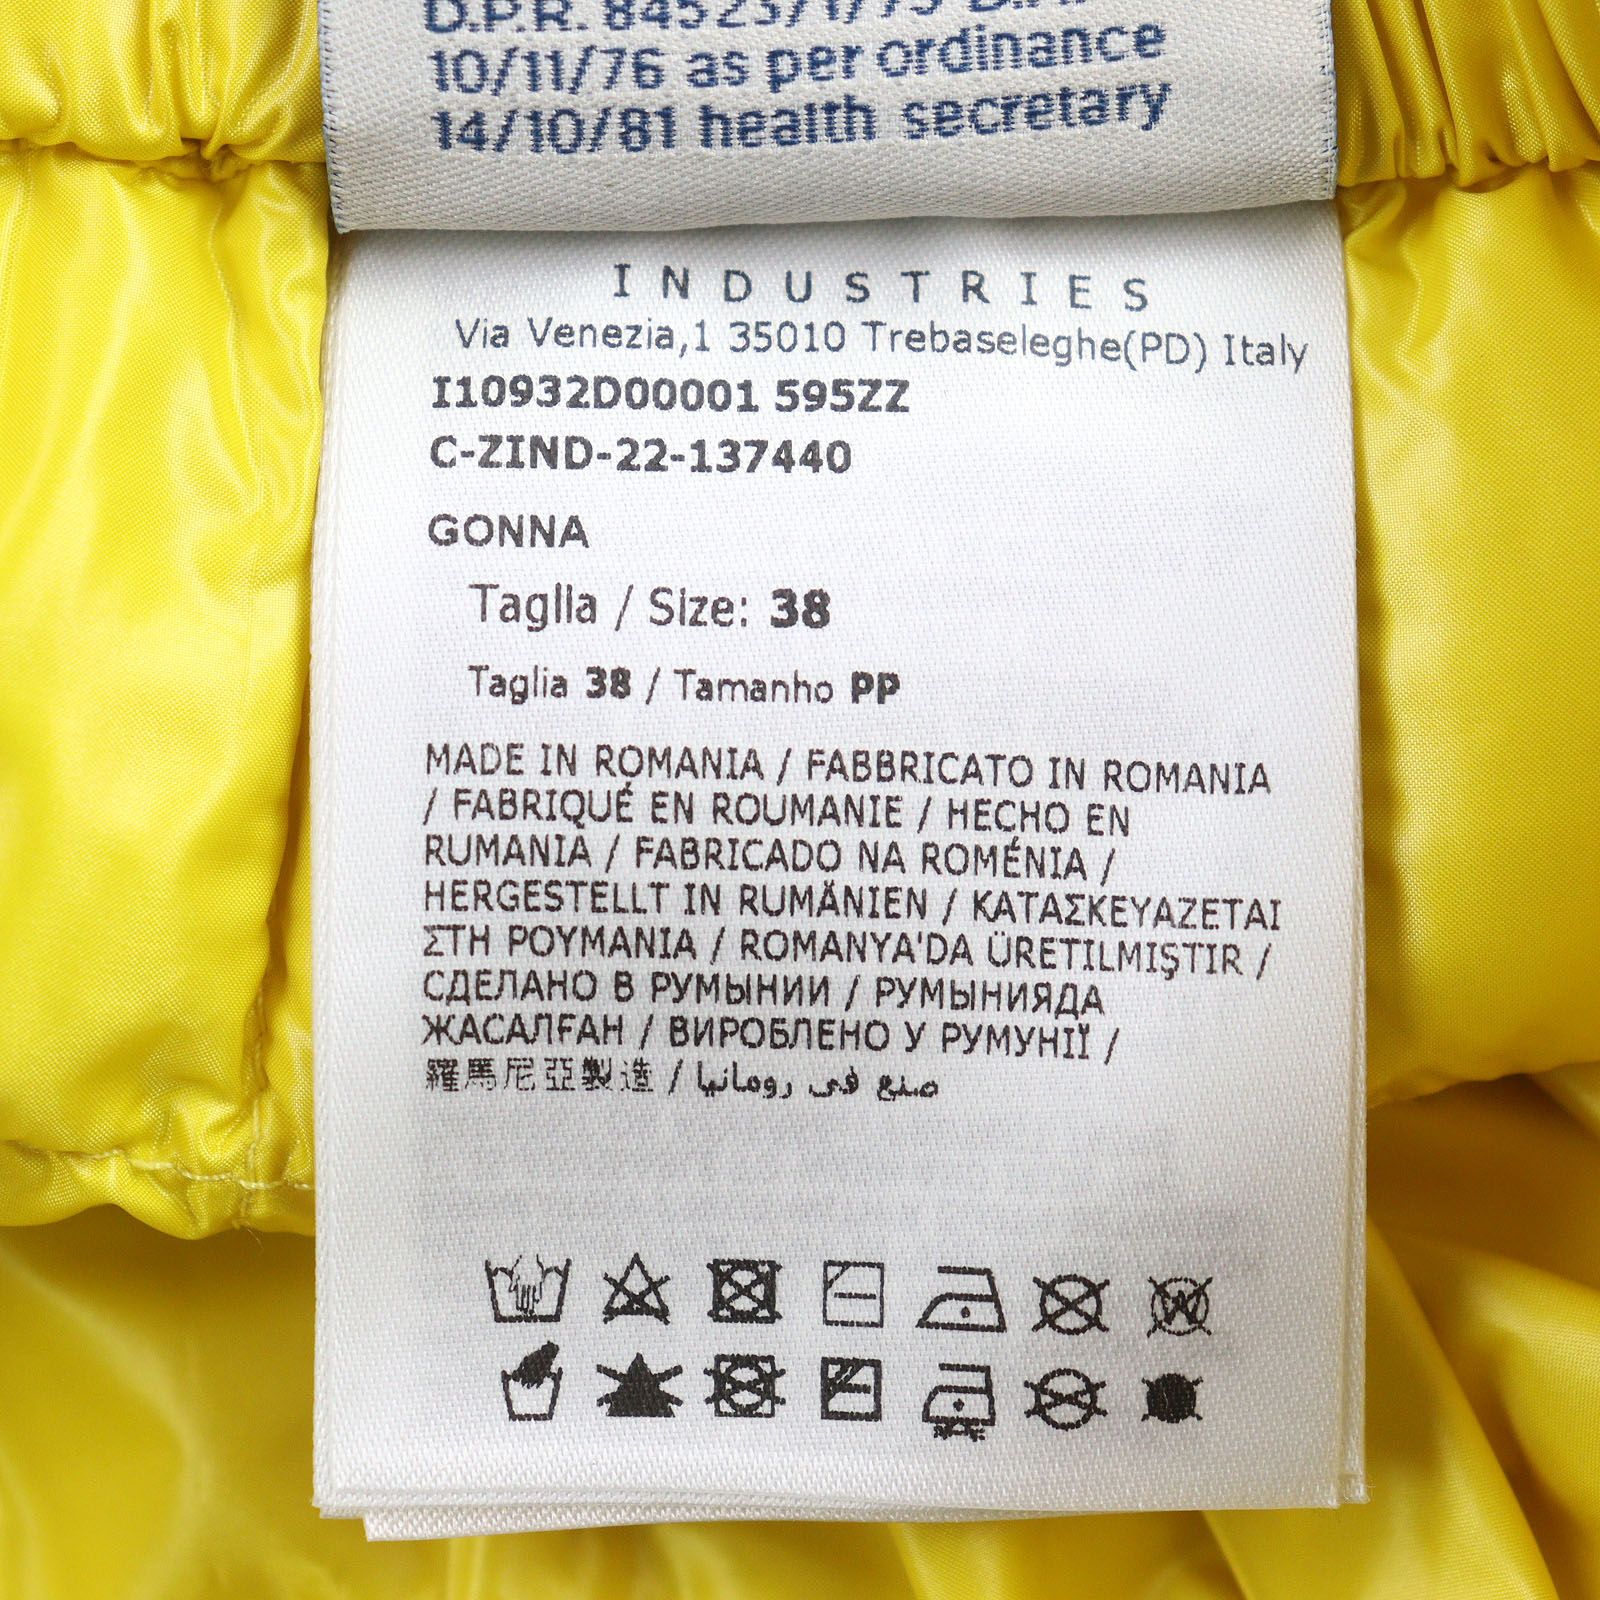 D.P.R. 84523/1/75
10/11/76 as per ordinance
14/10/81 health secretary
INDUSTRIES
Via Venezia,1 35010 Trebaseleghe(PD) Italy
I10932D00001 595ZZ
C-ZIND-22-137440
GONNA
Taglia / Size: 38
Taglia 38 / Tamanho PP
MADE IN ROMANIA / FABBRICATO IN ROMANIA
/ FABRIQUÉ EN ROUMANIE / HECHO EN
RUMANIA / FABRICADO NA ROMÉNIA /
HERGESTELLT IN RUMÄNIEN / ΚΑΤΑΣΚΕΥΑΖΕΤΑΙ
ΣΤΗ ΡΟΥΜΑΝΙΑ / ROMANYA'DA ÜRETILMIŞTIR /
СДЕЛАНО В РУМЫНИИ / РУМЫНИЯДА
ЖАСАЛҒАН / ВИРОБЛЕНО У РУМУНІЇ /
羅馬尼亞製造 / صنع في رومانيا
W